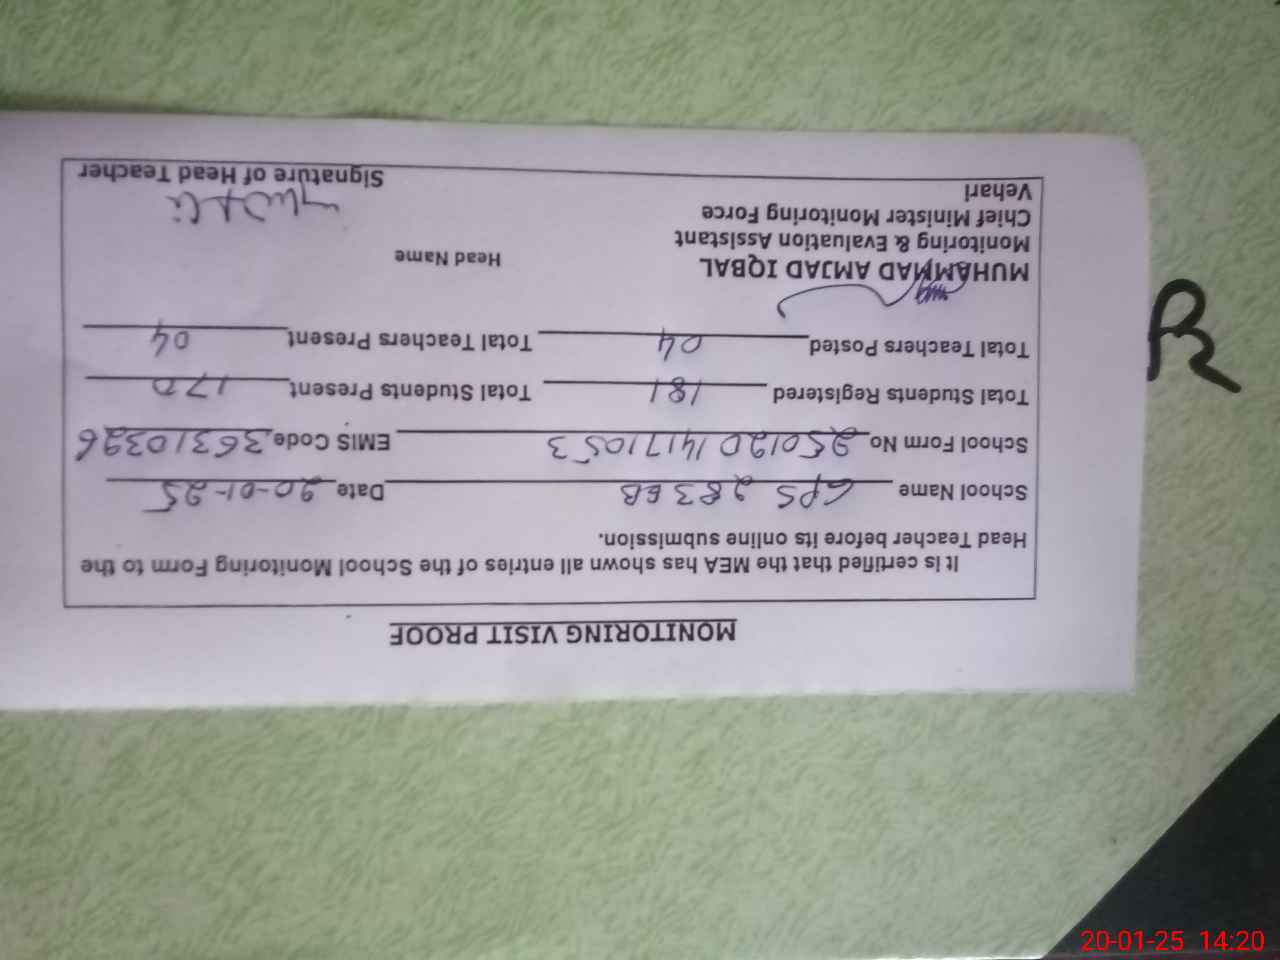 MONITORING VISIT PROOF
It is certified that the MEA has shown all entries of the School Monitoring Form to the
Head Teacher before its online submission.
School Name GPS 283 EB Date 20-01-25
School Form No 25012014171053 EMIS Code 36310326
Total Students Registered 181 Total Students Present 170
Total Teachers Posted 04 Total Teachers Present 04
MUHAMMAD AMJAD IQBAL Head Name
Monitoring & Evaluation Assistant
Chief Minister Monitoring Force
Vehari Signature of Head Teacher
20-01-25 14:20